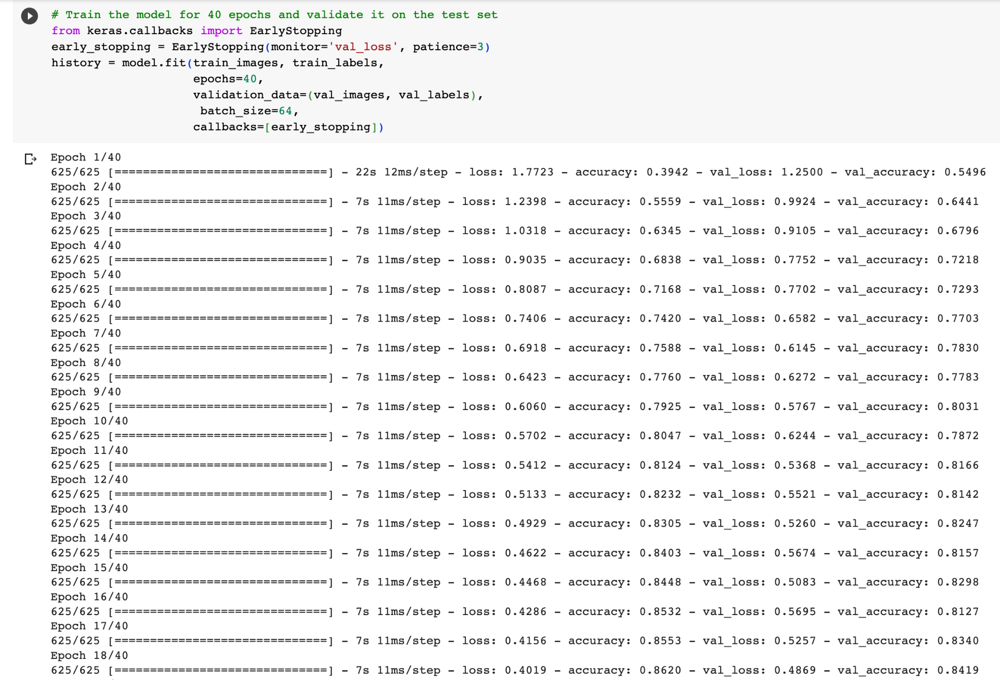 # Train the model for 40 epochs and validate it on the test set
from keras.callbacks import EarlyStopping
early_stopping = EarlyStopping(monitor='val_loss', patience=3)
history = model.fit(train_images, train_labels,
                    epochs=40,
                    validation_data=(val_images, val_labels),
                     batch_size=64,
                    callbacks=[early_stopping])
Epoch 1/40
625/625 [==============================] - 22s 12ms/step - loss: 1.7723 - accuracy: 0.3942 - val_loss: 1.2500 - val_accuracy: 0.5496
Epoch 2/40
625/625 [==============================] - 7s 11ms/step - loss: 1.2398 - accuracy: 0.5559 - val_loss: 0.9924 - val_accuracy: 0.6441
Epoch 3/40
625/625 [==============================] - 7s 11ms/step - loss: 1.0318 - accuracy: 0.6345 - val_loss: 0.9105 - val_accuracy: 0.6796
Epoch 4/40
625/625 [==============================] - 7s 11ms/step - loss: 0.9035 - accuracy: 0.6838 - val_loss: 0.7752 - val_accuracy: 0.7218
Epoch 5/40
625/625 [==============================] - 7s 11ms/step - loss: 0.8087 - accuracy: 0.7168 - val_loss: 0.7702 - val_accuracy: 0.7293
Epoch 6/40
625/625 [==============================] - 7s 11ms/step - loss: 0.7406 - accuracy: 0.7420 - val_loss: 0.6582 - val_accuracy: 0.7703
Epoch 7/40
625/625 [==============================] - 7s 11ms/step - loss: 0.6918 - accuracy: 0.7588 - val_loss: 0.6145 - val_accuracy: 0.7830
Epoch 8/40
625/625 [==============================] - 7s 11ms/step - loss: 0.6423 - accuracy: 0.7760 - val_loss: 0.6272 - val_accuracy: 0.7783
Epoch 9/40
625/625 [==============================] - 7s 11ms/step - loss: 0.6060 - accuracy: 0.7925 - val_loss: 0.5767 - val_accuracy: 0.8031
Epoch 10/40
625/625 [==============================] - 7s 11ms/step - loss: 0.5702 - accuracy: 0.8047 - val_loss: 0.6244 - val_accuracy: 0.7872
Epoch 11/40
625/625 [==============================] - 7s 11ms/step - loss: 0.5412 - accuracy: 0.8124 - val_loss: 0.5368 - val_accuracy: 0.8166
Epoch 12/40
625/625 [==============================] - 7s 11ms/step - loss: 0.5133 - accuracy: 0.8232 - val_loss: 0.5521 - val_accuracy: 0.8142
Epoch 13/40
625/625 [==============================] - 7s 11ms/step - loss: 0.4929 - accuracy: 0.8305 - val_loss: 0.5260 - val_accuracy: 0.8247
Epoch 14/40
625/625 [==============================] - 7s 11ms/step - loss: 0.4622 - accuracy: 0.8403 - val_loss: 0.5674 - val_accuracy: 0.8157
Epoch 15/40
625/625 [==============================] - 7s 11ms/step - loss: 0.4468 - accuracy: 0.8448 - val_loss: 0.5083 - val_accuracy: 0.8298
Epoch 16/40
625/625 [==============================] - 7s 11ms/step - loss: 0.4286 - accuracy: 0.8532 - val_loss: 0.5695 - val_accuracy: 0.8127
Epoch 17/40
625/625 [==============================] - 7s 11ms/step - loss: 0.4156 - accuracy: 0.8553 - val_loss: 0.5257 - val_accuracy: 0.8340
Epoch 18/40
625/625 [==============================] - 7s 11ms/step - loss: 0.4019 - accuracy: 0.8620 - val_loss: 0.4869 - val_accuracy: 0.8419